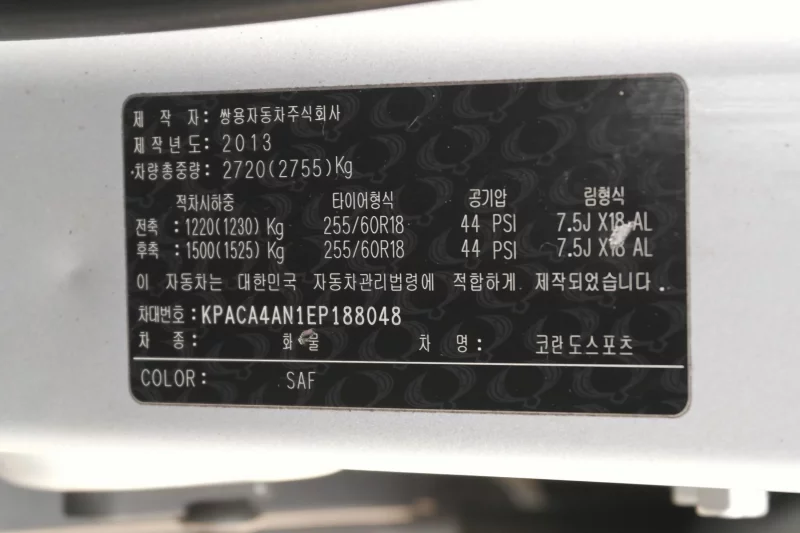 제 작 자: 쌍용자동차주식회사
제작년도: 2013
차량총중량: 2720(2755)Kg
적차시하중 타이어형식 공기압 림형식
전축 :1220(1230) Kg 255/60R18 44 PSI 7.5J X18 AL
후축 :1500(1525) Kg 255/60R18 44 PSI 7.5J X18 AL
이 자동차는 대한민국 자동차관리법령에 적합하게 제작되었습니다.
차대번호: KPACA4AN1EP188048
차 종: 화물 차 명: 코란도스포츠
COLOR: SAF